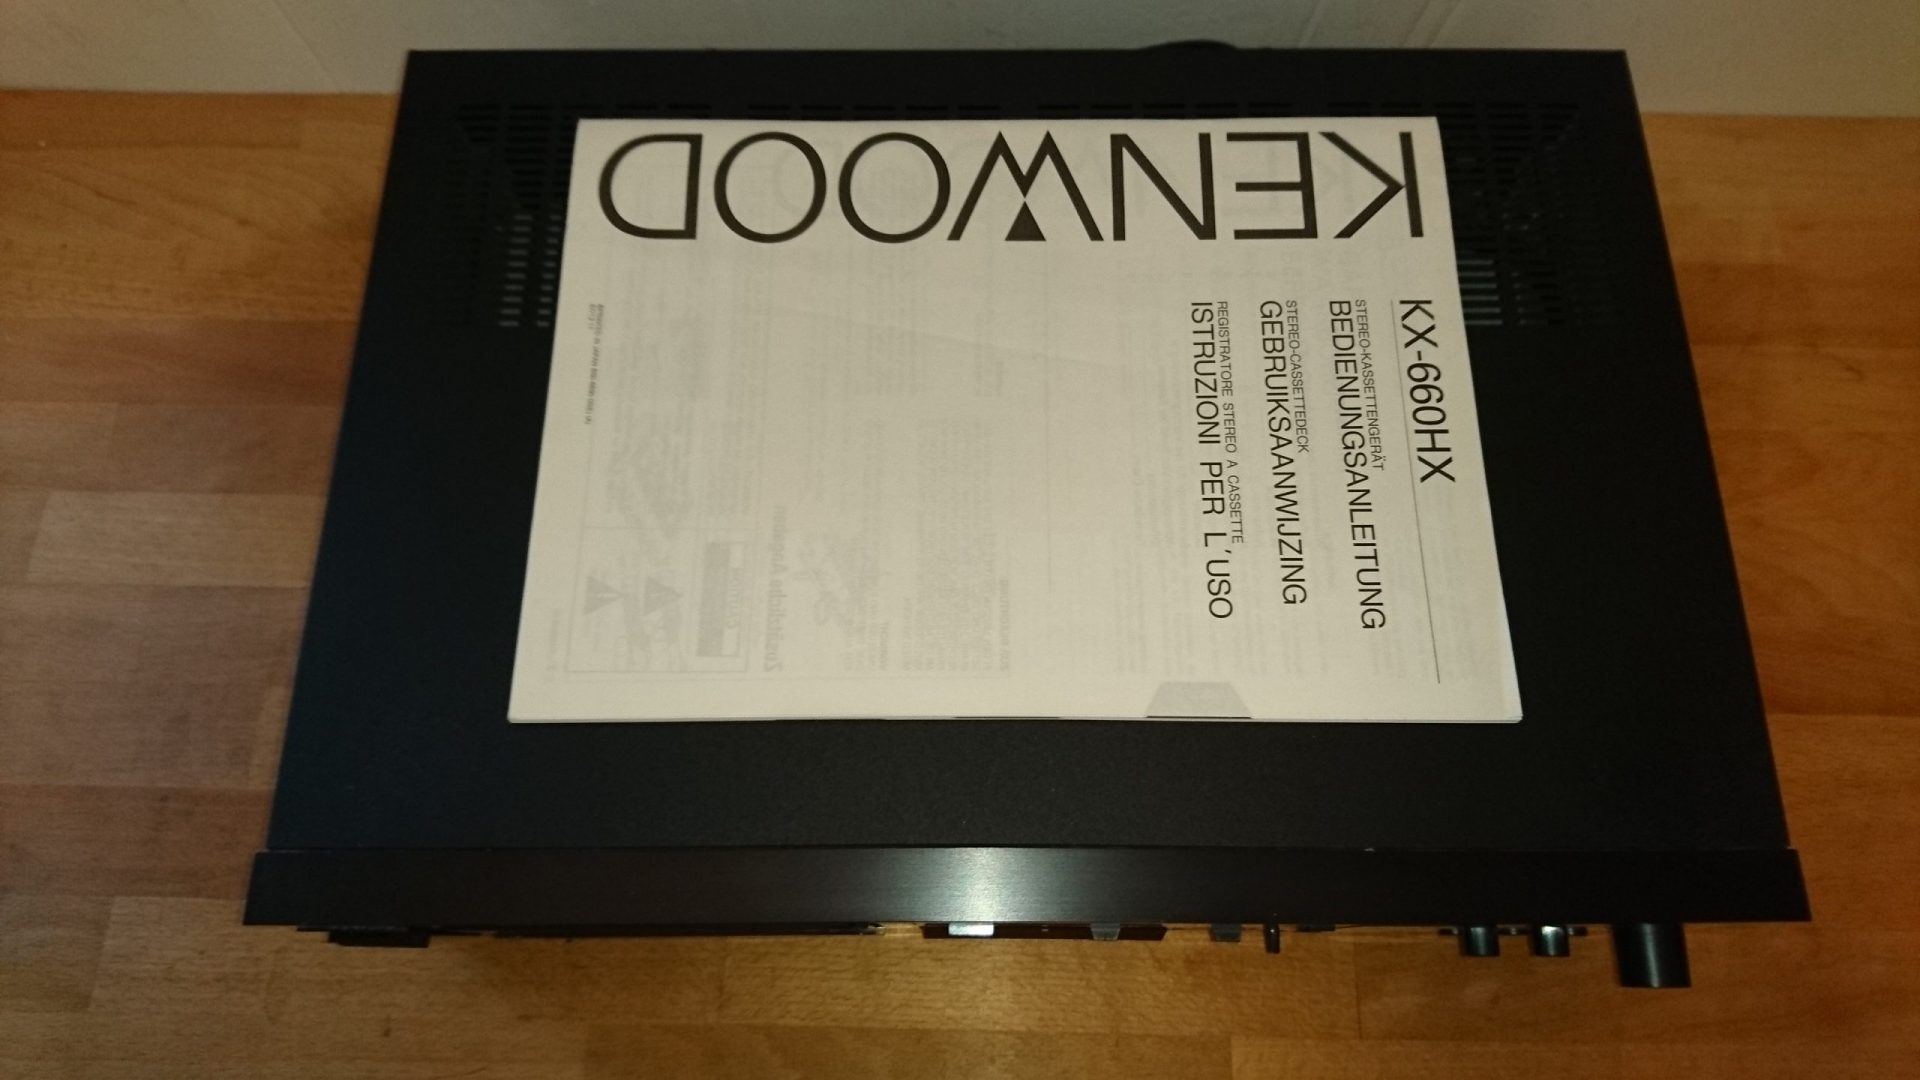 KENWOOD
KX-660HX
STEREO-KASSETTENGERÄT
BEDIENUNGSANLEITUNG
STEREO-CASSETTEDECK
GEBRUIKSAANWIJZING
REGISTRATORE STEREO A CASSETTE
ISTRUZIONI PER L'USO